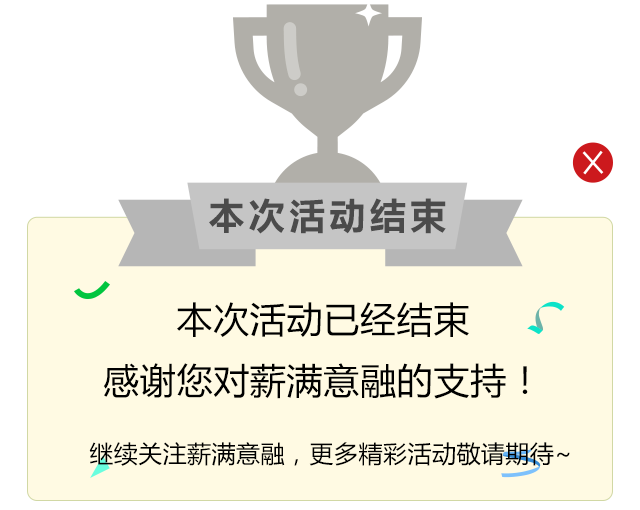 本次活动结束
本次活动已经结束
感谢您对薪满意融的支持！
继续关注薪满意融，更多精彩活动敬请期待~